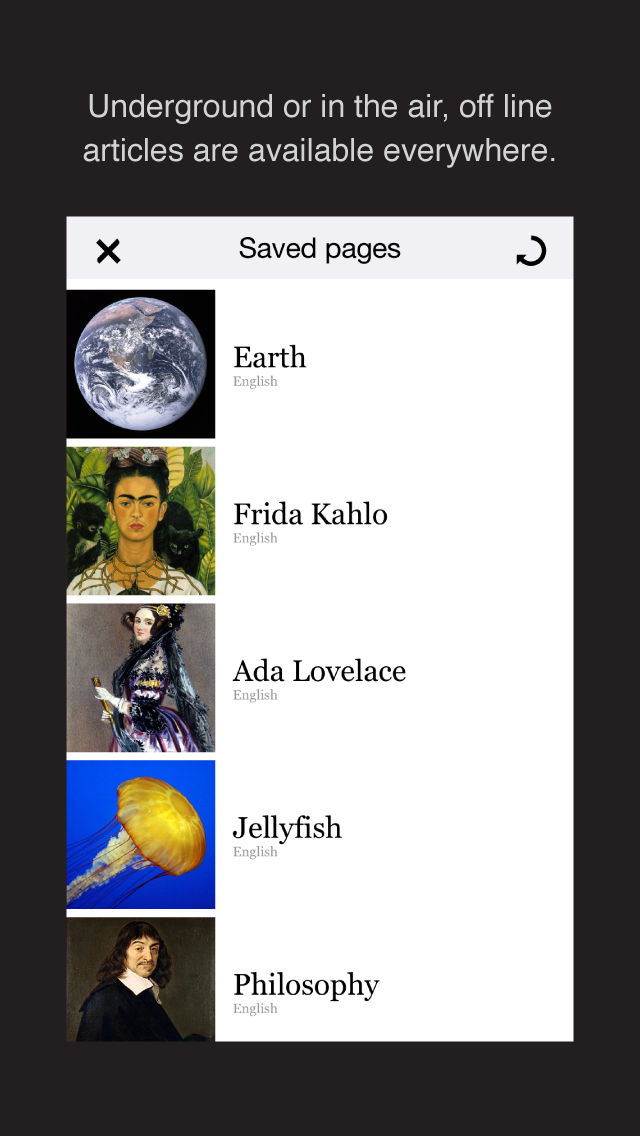 Underground or in the air, off line
articles are available everywhere.
Saved pages
Earth
English
Frida Kahlo
English
Ada Lovelace
English
Jellyfish
English
Philosophy
English